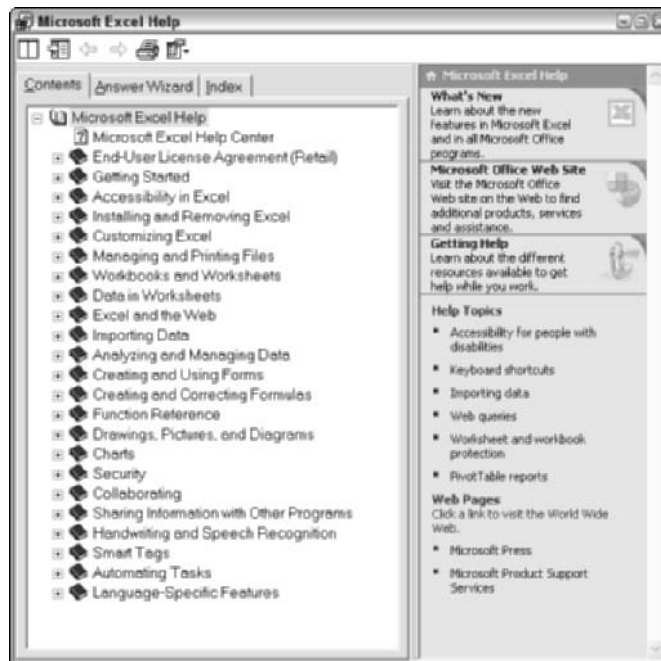 Microsoft Excel Help
Contents Answer Wizard Index
Microsoft Excel Help
Microsoft Excel Help Center
End-User License Agreement (Retail)
Getting Started
Accessibility in Excel
Installing and Removing Excel
Customizing Excel
Managing and Printing Files
Workbooks and Worksheets
Data in Worksheets
Excel and the Web
Importing Data
Analyzing and Managing Data
Creating and Using Forms
Creating and Correcting Formulas
Function Reference
Drawings, Pictures, and Diagrams
Charts
Security
Collaborating
Sharing Information with Other Programs
Handwriting and Speech Recognition
Smart Tags
Automating Tasks
Language-Specific Features
Microsoft Excel Help
What's New
Learn about the new
features in Microsoft Excel
and in all Microsoft Office
programs.
Microsoft Office Web Site
Visit the Microsoft Office
Web site on the Web to find
additional products, services
and assistance.
Getting Help
Learn about the different
resources available to get
help while you work.
Help Topics
Accessibility for people with
disabilities
Keyboard shortcuts
Importing data
Web queries
Worksheet and workbook
protection
PivotTable reports
Web Pages
Click a link to visit the World Wide
Web.
Microsoft Press
Microsoft Product Support
Services